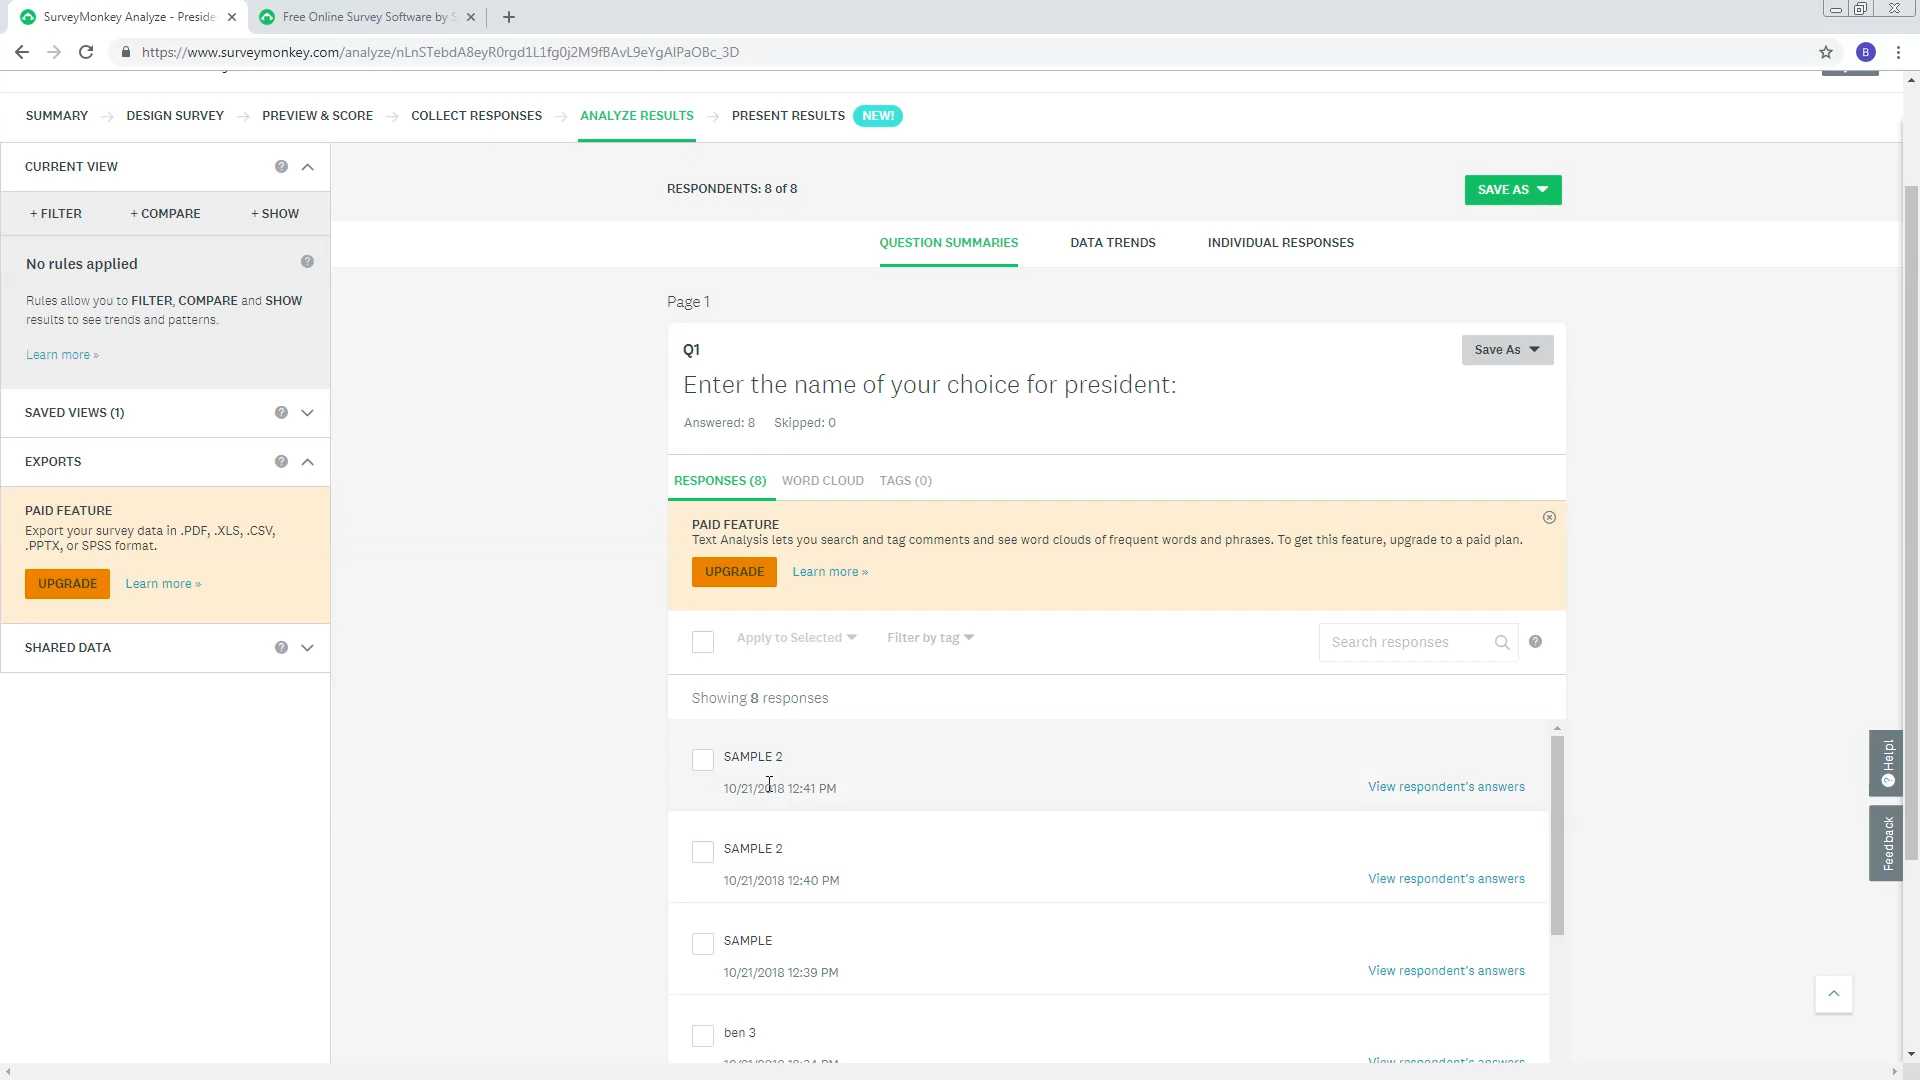 SurveyMonkey Analyze - Preside
Free Online Survey Software by S
B
https://www.surveymonkey.com/analyze/nLnSTebdA8eyR0rgd1L1fg0j2M9fBAvL9eYgAlPaOBc_3D
SUMMARY
DESIGN SURVEY
PREVIEW & SCORE
COLLECT RESPONSES
ANALYZE RESULTS
PRESENT RESULTS NEW!
CURRENT VIEW
+ FILTER
+ COMPARE
+ SHOW
No rules applied
Rules allow you to FILTER, COMPARE and SHOW
results to see trends and patterns.
Learn more »
SAVED VIEWS (1)
EXPORTS
PAID FEATURE
Export your survey data in .PDF, .XLS, .CSV,
.PPTX, or SPSS format.
UPGRADE
Learn more »
SHARED DATA
RESPONDENTS: 8 of 8
SAVE AS
QUESTION SUMMARIES
DATA TRENDS
INDIVIDUAL RESPONSES
Page 1
Q1
Save As
Enter the name of your choice for president:
Answered: 8 Skipped: 0
RESPONSES (8)
WORD CLOUD
TAGS (0)
PAID FEATURE
Text Analysis lets you search and tag comments and see word clouds of frequent words and phrases. To get this feature, upgrade to a paid plan.
UPGRADE
Learn more »
Apply to Selected
Filter by tag
Search responses
Showing 8 responses
SAMPLE 2
10/21/2018 12:41 PM
View respondent's answers
SAMPLE 2
10/21/2018 12:40 PM
View respondent's answers
SAMPLE
10/21/2018 12:39 PM
View respondent's answers
ben 3
View respondent's answers
Help!
Feedback